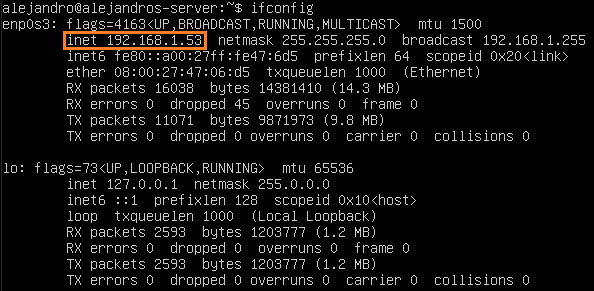 alejandro@alejandros-server:~$ ifconfig
enp0s3: flags=4163<UP,BROADCAST,RUNNING,MULTICAST>  mtu 1500
        inet 192.168.1.53  netmask 255.255.255.0  broadcast 192.168.1.255
        inet6 fe80::a00:27ff:fe47:6d5  prefixlen 64  scopeid 0x20<link>
        ether 08:00:27:47:06:d5  txqueuelen 1000  (Ethernet)
        RX packets 16038  bytes 14381410 (14.3 MB)
        RX errors 0  dropped 45  overruns 0  frame 0
        TX packets 11071  bytes 9871973 (9.8 MB)
        TX errors 0  dropped 0 overruns 0  carrier 0  collisions 0

lo: flags=73<UP,LOOPBACK,RUNNING>  mtu 65536
        inet 127.0.0.1  netmask 255.0.0.0
        inet6 ::1  prefixlen 128  scopeid 0x10<host>
        loop  txqueuelen 1000  (Local Loopback)
        RX packets 2593  bytes 1203777 (1.2 MB)
        RX errors 0  dropped 0  overruns 0  frame 0
        TX packets 2593  bytes 1203777 (1.2 MB)
        TX errors 0  dropped 0 overruns 0  carrier 0  collisions 0